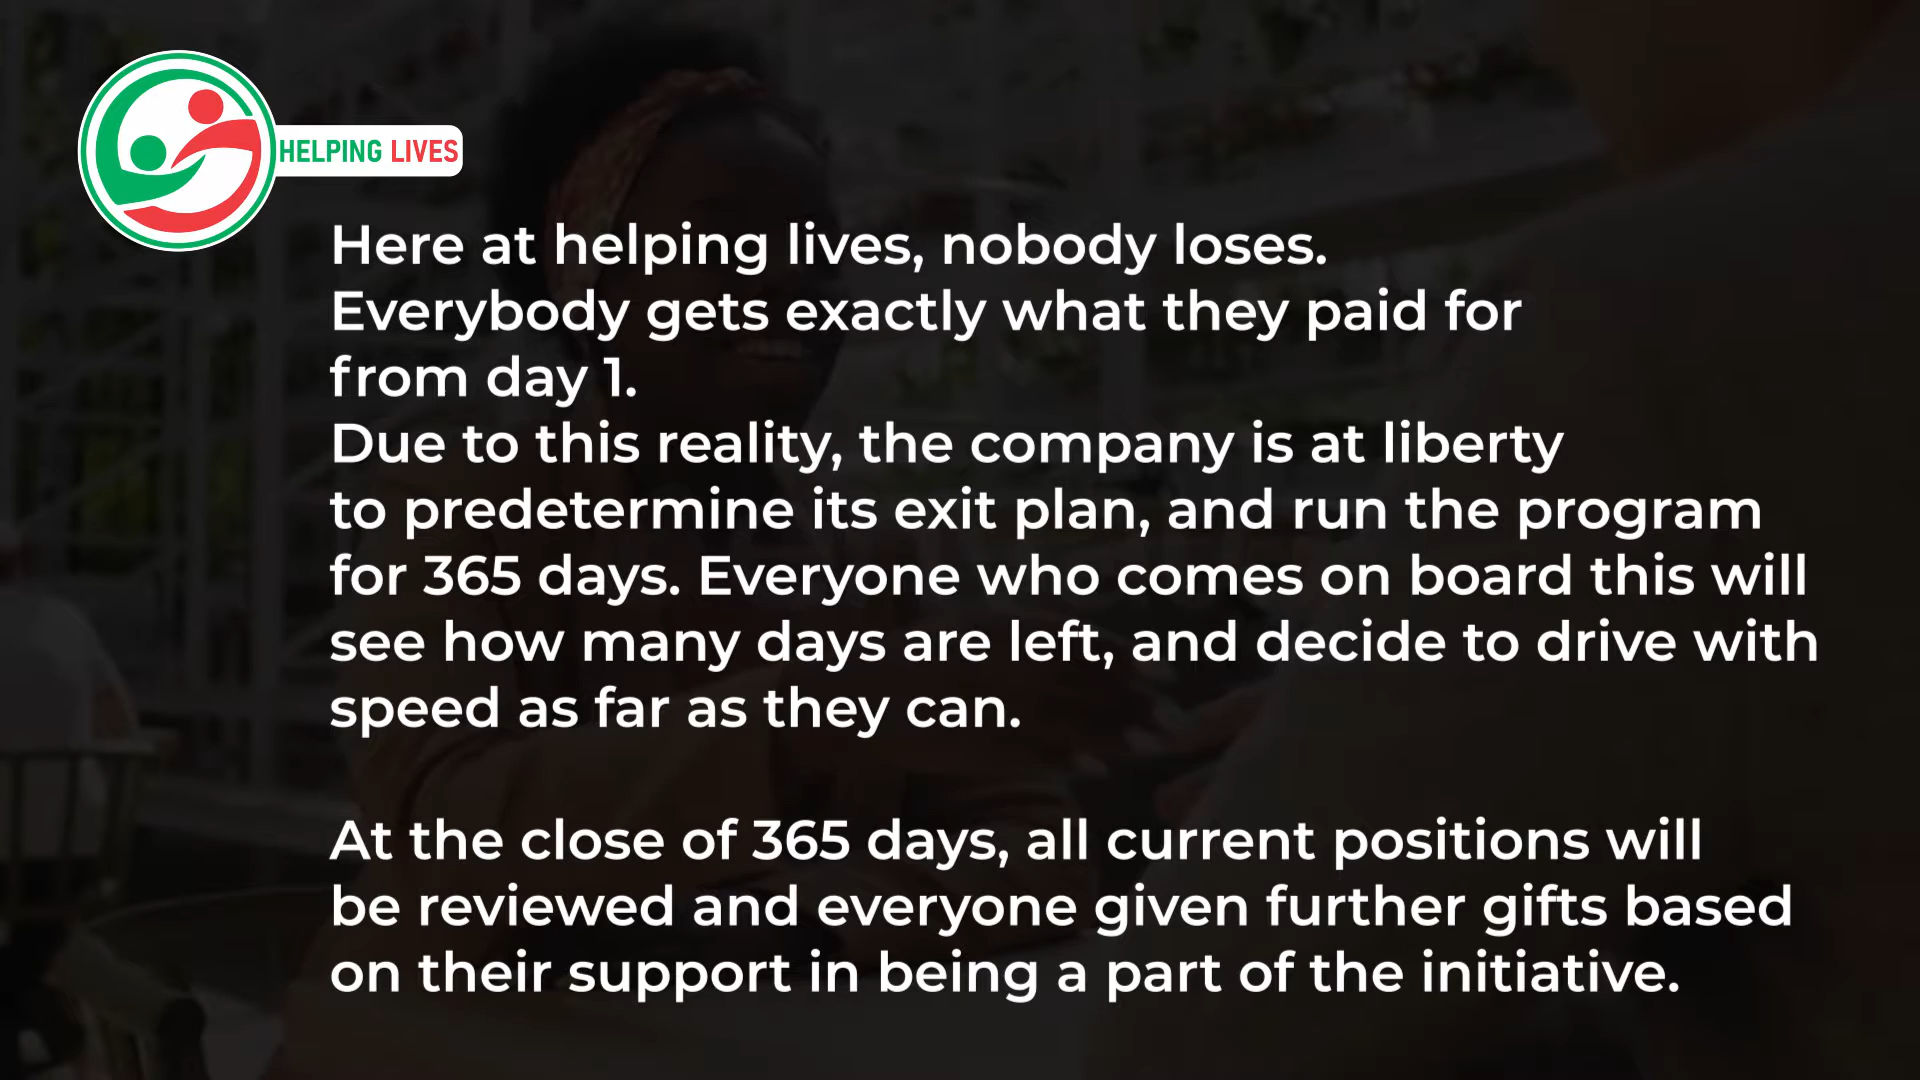 HELPING LIVES
Here at helping lives, nobody loses.
Everybody gets exactly what they paid for
from day 1.
Due to this reality, the company is at liberty
to predetermine its exit plan, and run the program
for 365 days. Everyone who comes on board this will
see how many days are left, and decide to drive with
speed as far as they can.
At the close of 365 days, all current positions will
be reviewed and everyone given further gifts based
on their support in being a part of the initiative.